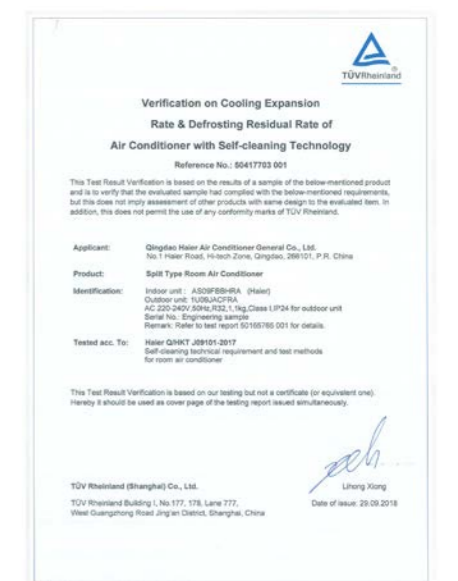 TÜVRheinland®
Verification on Cooling Expansion
Rate & Defrosting Residual Rate of
Air Conditioner with Self-cleaning Technology
Reference No.: 50417703 001
This Test Result Verification is based on the results of a sample of the below-mentioned product
and is to verify that the evaluated sample had complied with the below-mentioned requirements,
but this does not imply assessment of other products with same design to the evaluated item. In
addition, this does not permit the use of any conformity marks of TÜV Rheinland.
Applicant: Qingdao Haier Air Conditioner General Co., Ltd.
No.1 Haier Road, Hi-tech Zone, Qingdao, 266101, P.R. China
Product: Split Type Room Air Conditioner
Identification: Indoor unit : AS09FBBHRA (Haier)
Outdoor unit: 1U09JACFRA
AC 220-240V,50Hz,R32,1,1kg,Class I,IP24 for outdoor unit
Serial No.: Engineering sample
Remark: Refer to test report 50165765 001 for details.
Tested acc. To: Haier Q/HKT J09101-2017
Self-cleaning technical requirement and test methods
for room air conditioner
This Test Result Verification is based on our testing but not a certificate (or equivalent one).
Hereby it should be used as cover page of the testing report issued simultaneously.
TÜV Rheinland (Shanghai) Co., Ltd.
Lihong Xiong
TÜV Rheinland Building I, No.177, 178, Lane 777,
West Guangzhong Road Jing'an District, Shanghai, China
Date of issue: 29.09.2018